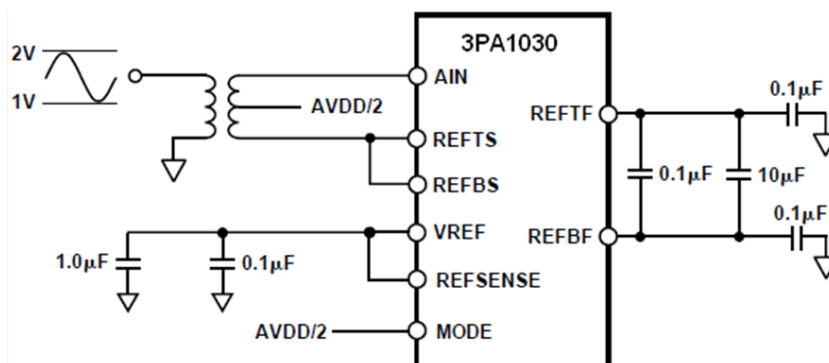 3PA1030
2V
1V
AIN
AVDD/2
REFTS
REFBS
VREF
REFSENSE
1.0µF
0.1µF
AVDD/2
MODE
REFTF
0.1µF
0.1µF
10µF
0.1µF
REFBF